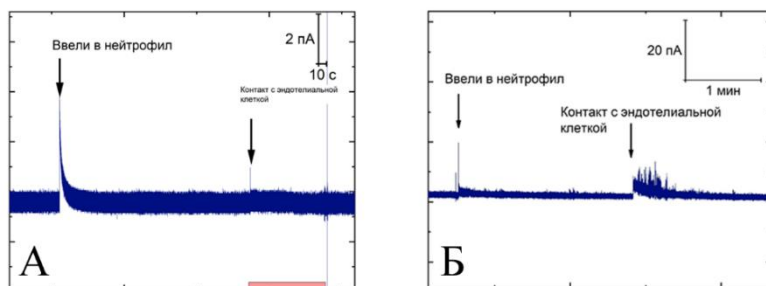 2 пА
Ввели в нейтрофил
10 с
Контакт с эндотелиальной
клеткой
А
20 пА
Ввели в нейтрофил
1 мин
Контакт с эндотелиальной
клеткой
Б